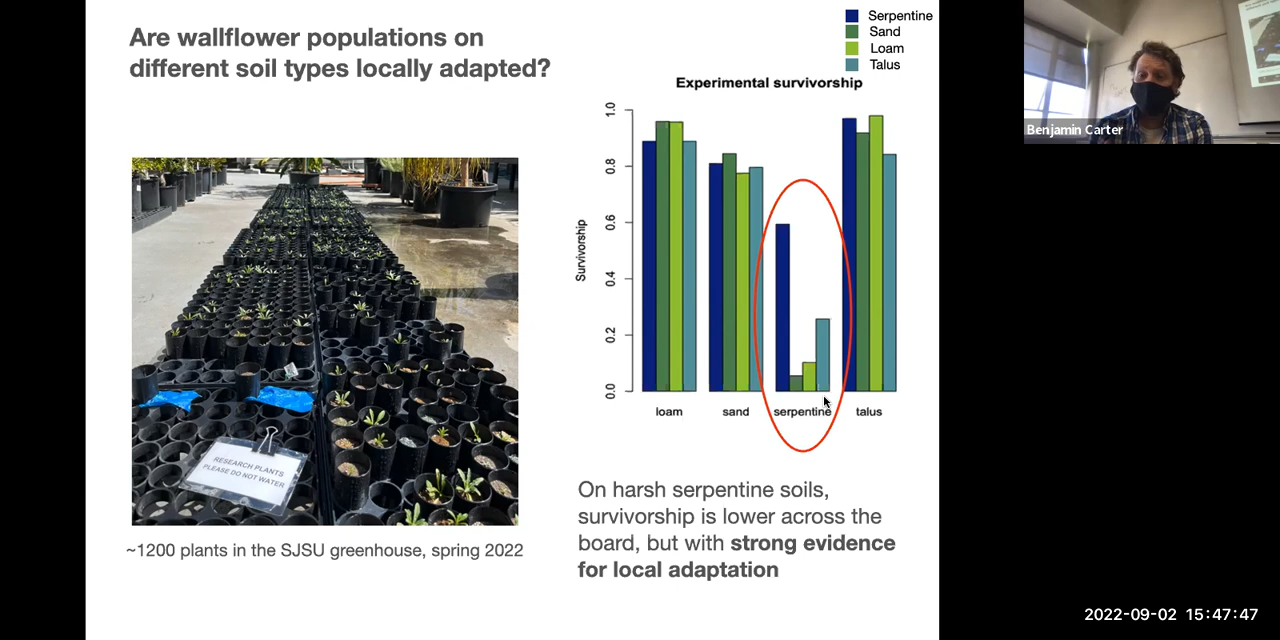 Are wallflower populations on
different soil types locally adapted?
Serpentine
Sand
Loam
Talus
Experimental survivorship
Survivorship
1.0
0.8
0.6
0.4
0.2
0.0
loam
sand
serpentine
talus
RESEARCH PLANTS
PLEASE DO NOT WATER
~1200 plants in the SJSU greenhouse, spring 2022
On harsh serpentine soils,
survivorship is lower across the
board, but with strong evidence
for local adaptation
Benjamin Carter
2022-09-02 15:47:47